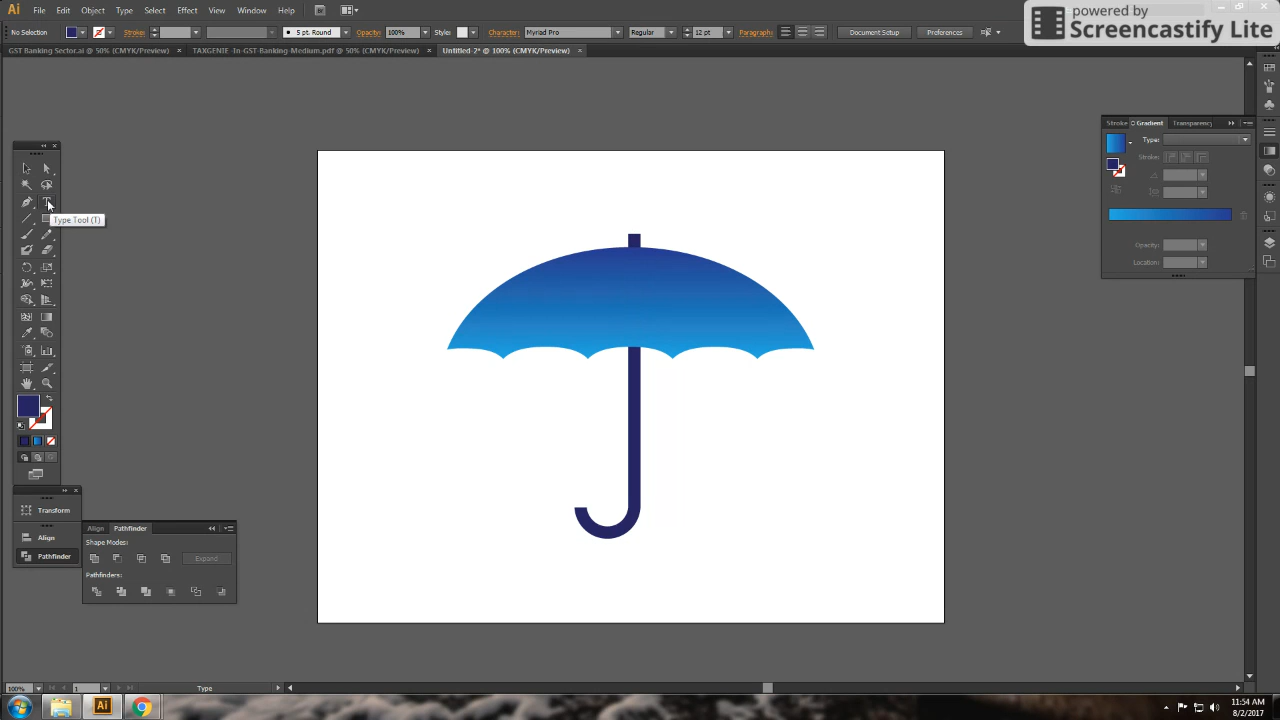 powered by
Screencastify Lite
Ai File Edit Object Type Select Effect View Window Help Br
No Selection Stroke: 5 pt. Round Opacity: 100% Style: Character: Myriad Pro Regular 12 pt Paragraph: Document Setup Preferences
GST Banking Sector.ai @ 50% (CMYK/Preview) × TAXGENIE-In-GST-Banking-Medium.pdf @ 50% (CMYK/Preview) × Untitled-2* @ 100% (CMYK/Preview) ×
Stroke Gradient Transparency
Type:
Stroke:
Type Tool (T)
Opacity:
Location:
Transform
Align Pathfinder
Shape Modes:
Align
Pathfinder
Expand
Pathfinders:
100% 1 Type
Ai
11:54 AM
8/2/2017